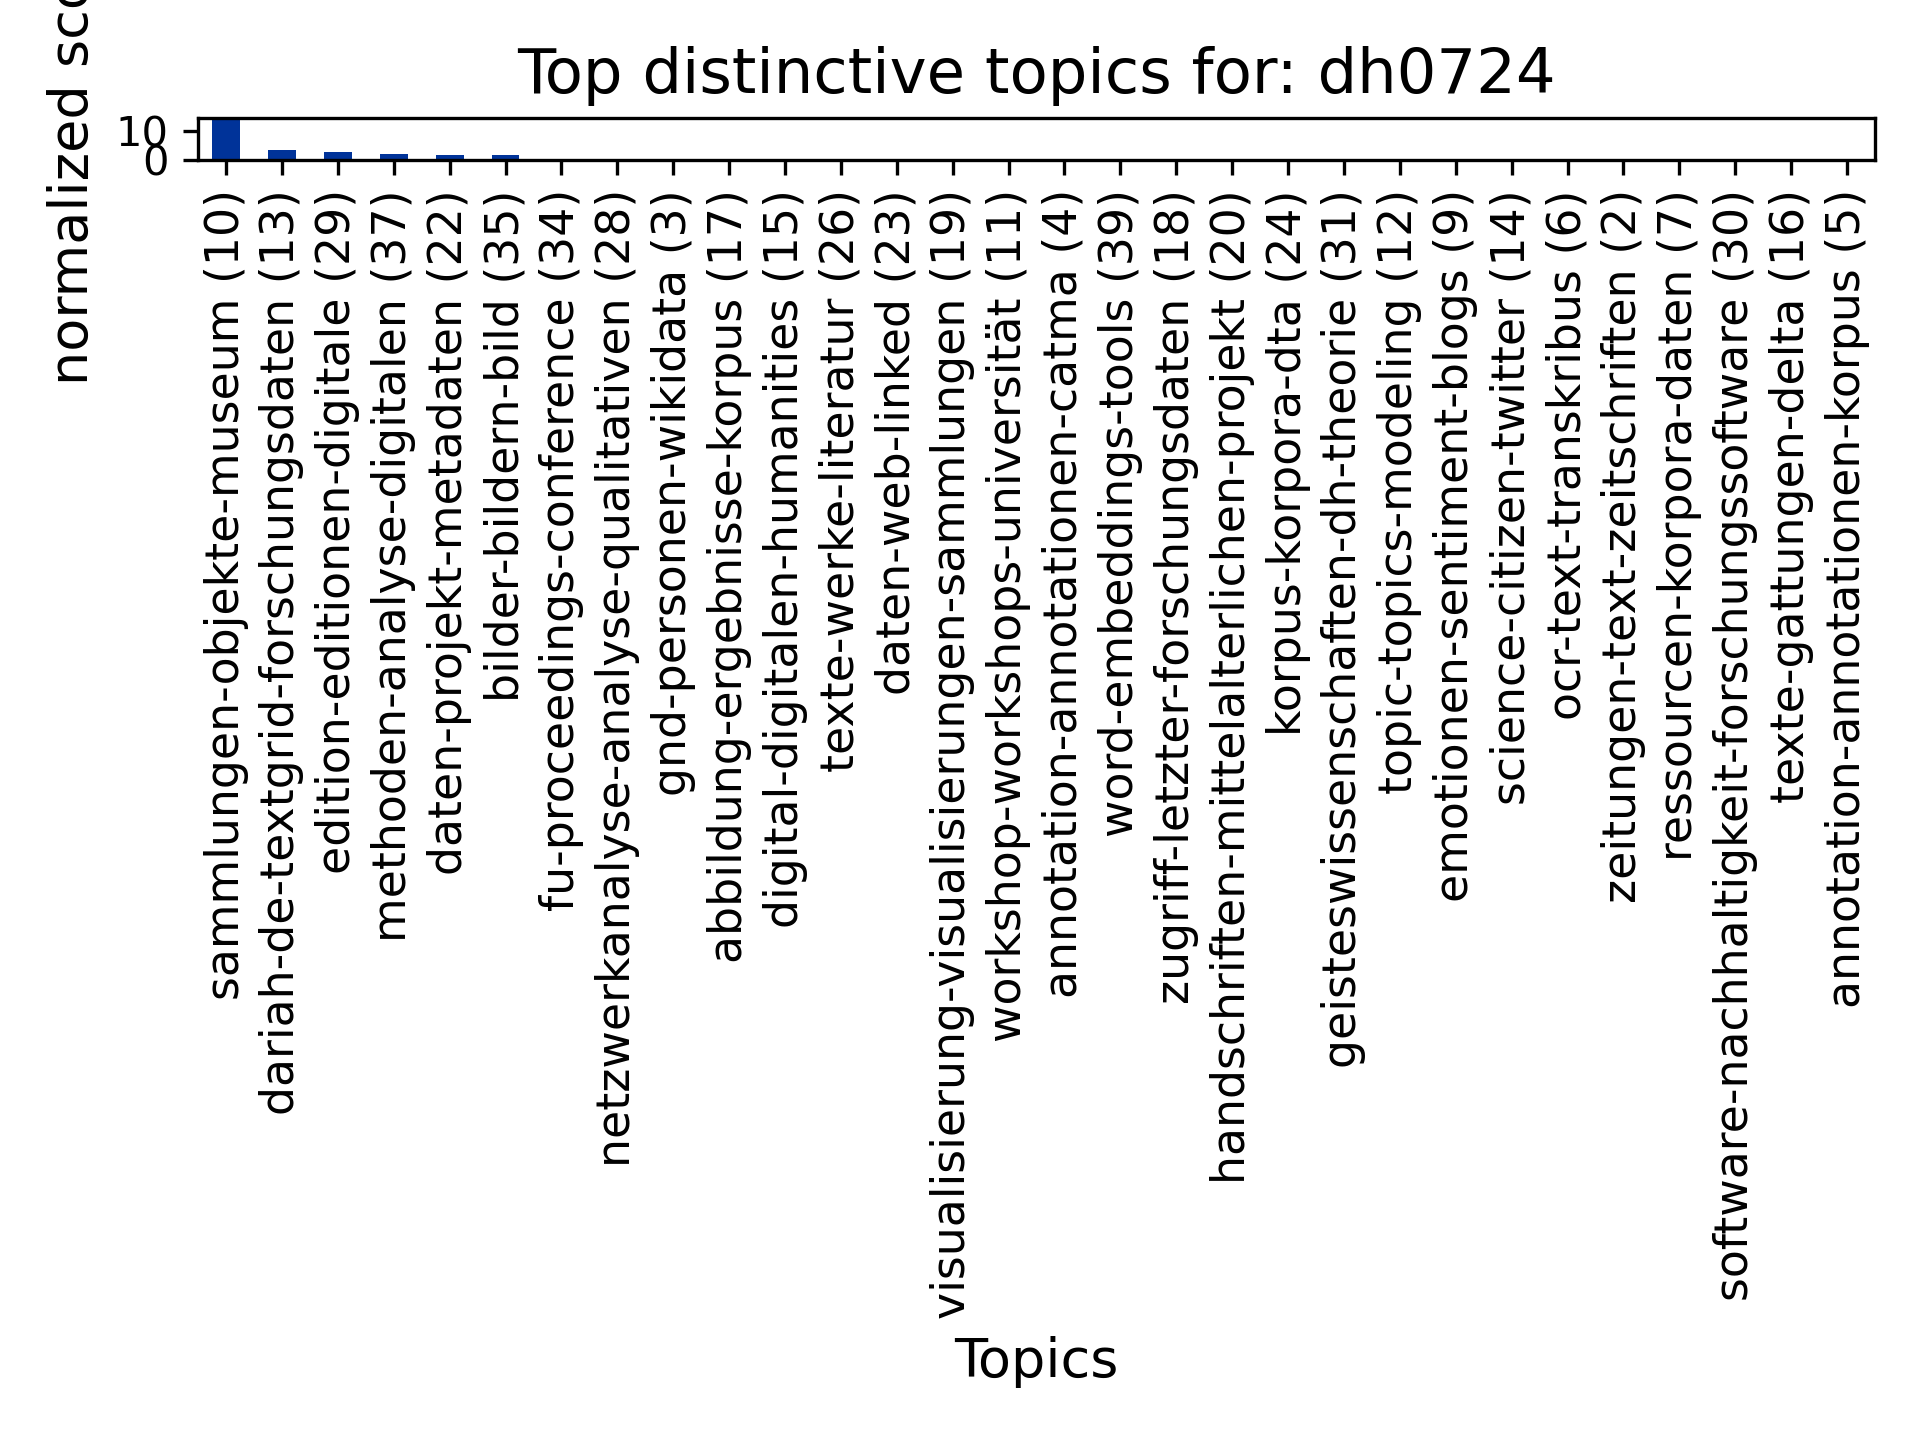 Top distinctive topics for: dh0724
normalized
10
0
sammlungen-objekte-museum (10)
dariah-de-textgrid-forschungsdaten (13)
edition-editionen-digitale (29)
methoden-analyse-digitalen (37)
daten-projekt-metadaten (22)
bilder-bildern-bild (35)
fu-proceedings-conference (34)
netzwerkanalyse-analyse-qualitativen (28)
gnd-personen-wikidata (3)
abbildung-ergebnisse-korpus (17)
digital-digitalen-humanities (15)
texte-werke-literatur (26)
daten-web-linked (23)
visualisierung-visualisierungen-sammlungen (19)
workshop-workshops-universität (11)
annotation-annotationen-catma (4)
word-embeddings-tools (39)
zugriff-letzter-forschungsdaten (18)
handschriften-mittelalterlichen-projekt (20)
korpus-korpora-dta (24)
geisteswissenschaften-dh-theorie (31)
topic-topics-modeling (12)
emotionen-sentiment-blogs (9)
science-citizen-twitter (14)
ocr-text-transkribus (6)
zeitungen-text-zeitschriften (2)
ressourcen-korpora-daten (7)
software-nachhaltigkeit-forschungssoftware (30)
texte-gattungen-delta (16)
annotation-annotationen-korpus (5)
Topics